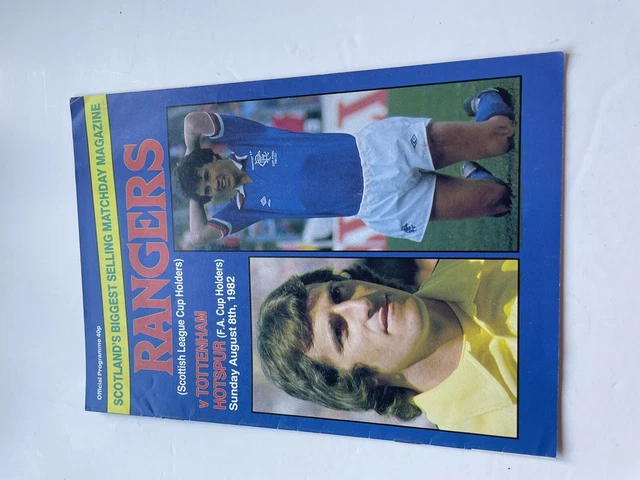 Official Programme 40p
SCOTLAND'S BIGGEST SELLING MATCHDAY MAGAZINE
RANGERS
(Scottish League Cup Holders)
v TOTTENHAM
HOTSPUR (F.A. Cup Holders)
Sunday August 8th, 1982